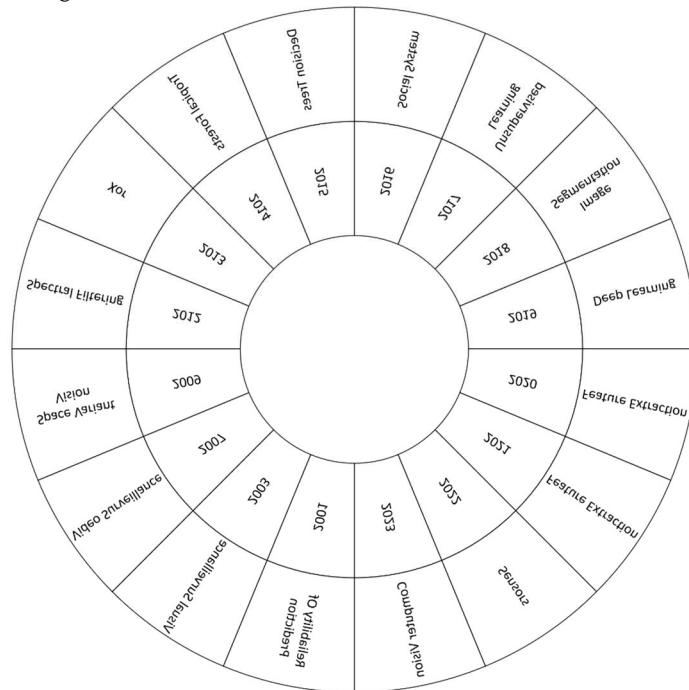 Reliability Of
Prediction
2001
Visual Surveillance
2003
Video Surveillance
2007
Space Variant
Vision
2009
Spectral Filtering
2012
Xor
2013
Tropical Forests
2014
Decision Trees
2015
Social System
2016
Unsupervised
Learning
2017
Image
Segmentation
2018
Deep Learning
2019
Feature Extraction
2020
Feature Extraction
2021
Sensors
2022
Computer Vision
2023